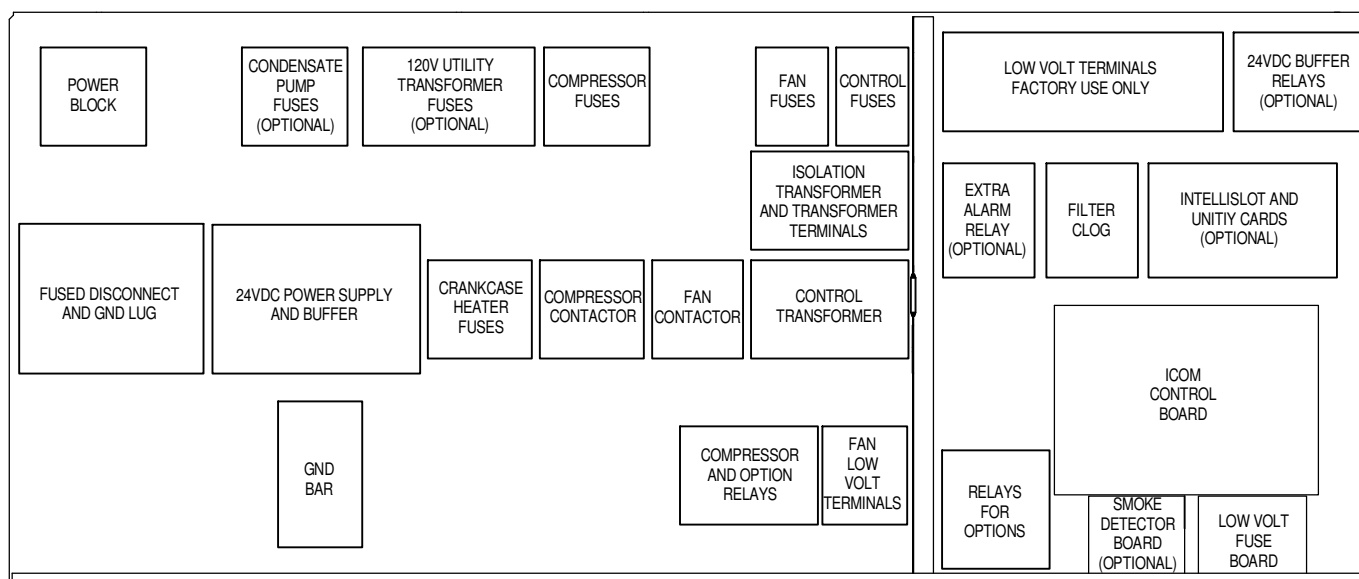 POWER
BLOCK
CONDENSATE
PUMP
FUSES
(OPTIONAL)
120V UTILITY
TRANSFORMER
FUSES
(OPTIONAL)
COMPRESSOR
FUSES
FAN
FUSES
CONTROL
FUSES
LOW VOLT TERMINALS
FACTORY USE ONLY
24VDC BUFFER
RELAYS
(OPTIONAL)
ISOLATION
TRANSFORMER
AND TRANSFORMER
TERMINALS
EXTRA
ALARM
RELAY
(OPTIONAL)
FILTER
CLOG
INTELLISLOT AND
UNITIY CARDS
(OPTIONAL)
FUSED DISCONNECT
AND GND LUG
24VDC POWER SUPPLY
AND BUFFER
CRANKCASE
HEATER
FUSES
COMPRESSOR
CONTACTOR
FAN
CONTACTOR
CONTROL
TRANSFORMER
ICOM
CONTROL
BOARD
GND
BAR
COMPRESSOR
AND OPTION
RELAYS
FAN
LOW
VOLT
TERMINALS
RELAYS
FOR
OPTIONS
SMOKE
DETECTOR
BOARD
(OPTIONAL)
LOW VOLT
FUSE
BOARD